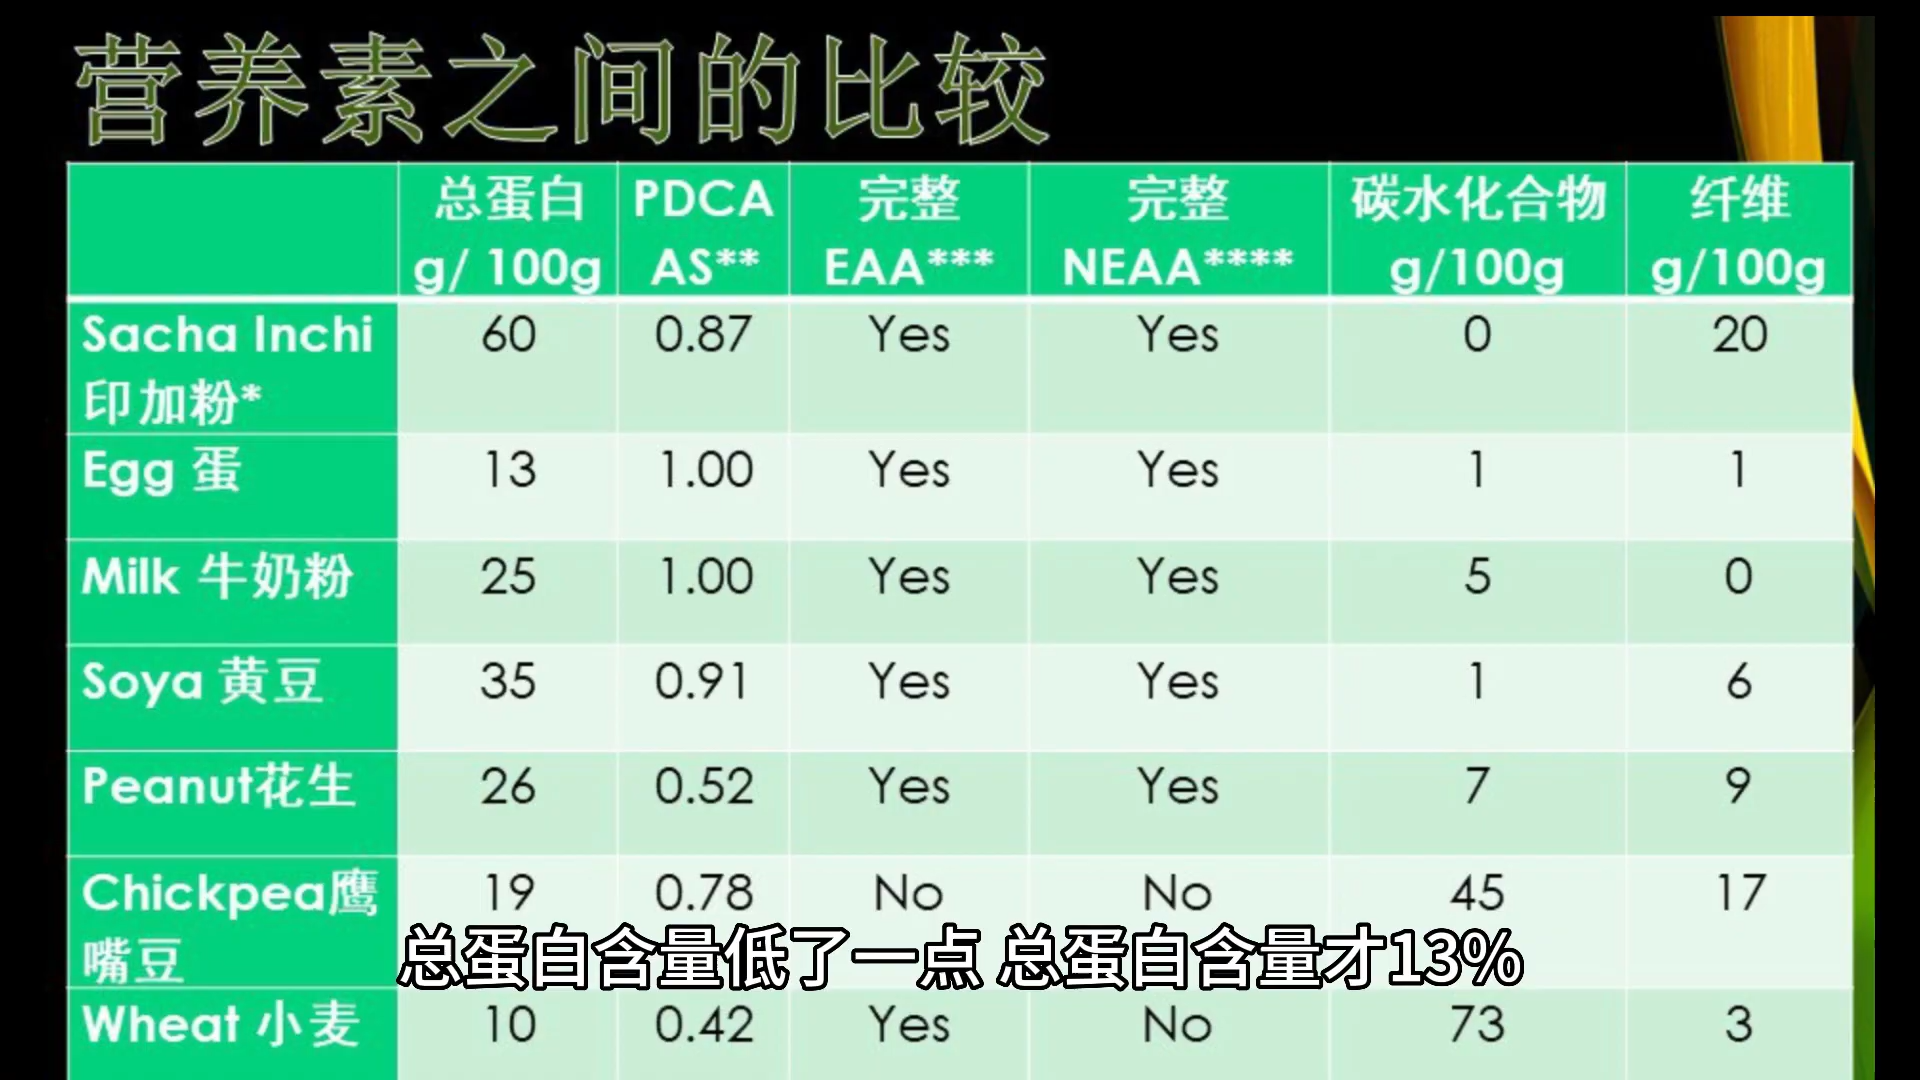 营养素之间的比较
总蛋白 g/ 100g PDCA AS** 完整 EAA*** 完整 NEAA**** 碳水化合物 g/100g 纤维 g/100g
Sacha Inchi 印加粉* 60 0.87 Yes Yes 0 20
Egg 蛋 13 1.00 Yes Yes 1 1
Milk 牛奶粉 25 1.00 Yes Yes 5 0
Soya 黄豆 35 0.91 Yes Yes 1 6
Peanut花生 26 0.52 Yes Yes 7 9
Chickpea鹰嘴豆 19 0.78 No No 45 17
总蛋白含量低了一点 总蛋白含量才13%
Wheat 小麦 10 0.42 Yes No 73 3